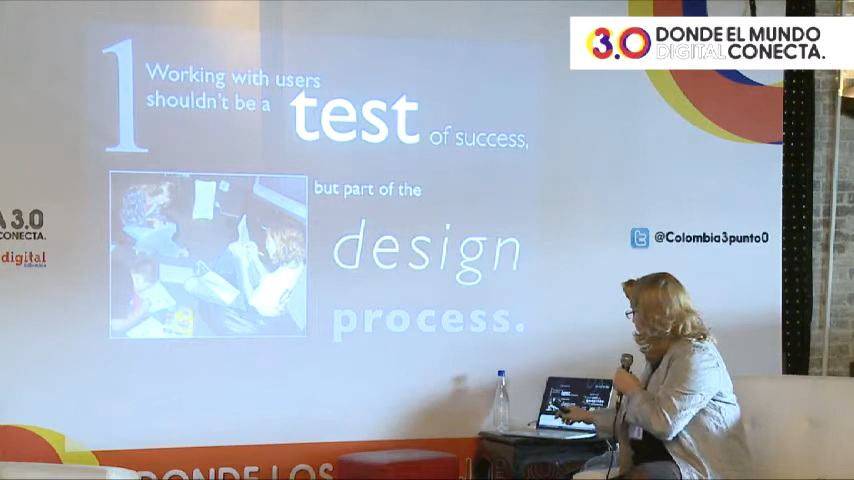 3.0 DONDE EL MUNDO
DIGITAL CONECTA.
1 Working with users
shouldn't be a
test of success,
but part of the
design
process.
A 3.0
CONECTA.
digital
@Colombia3punto0
DONDE LOS